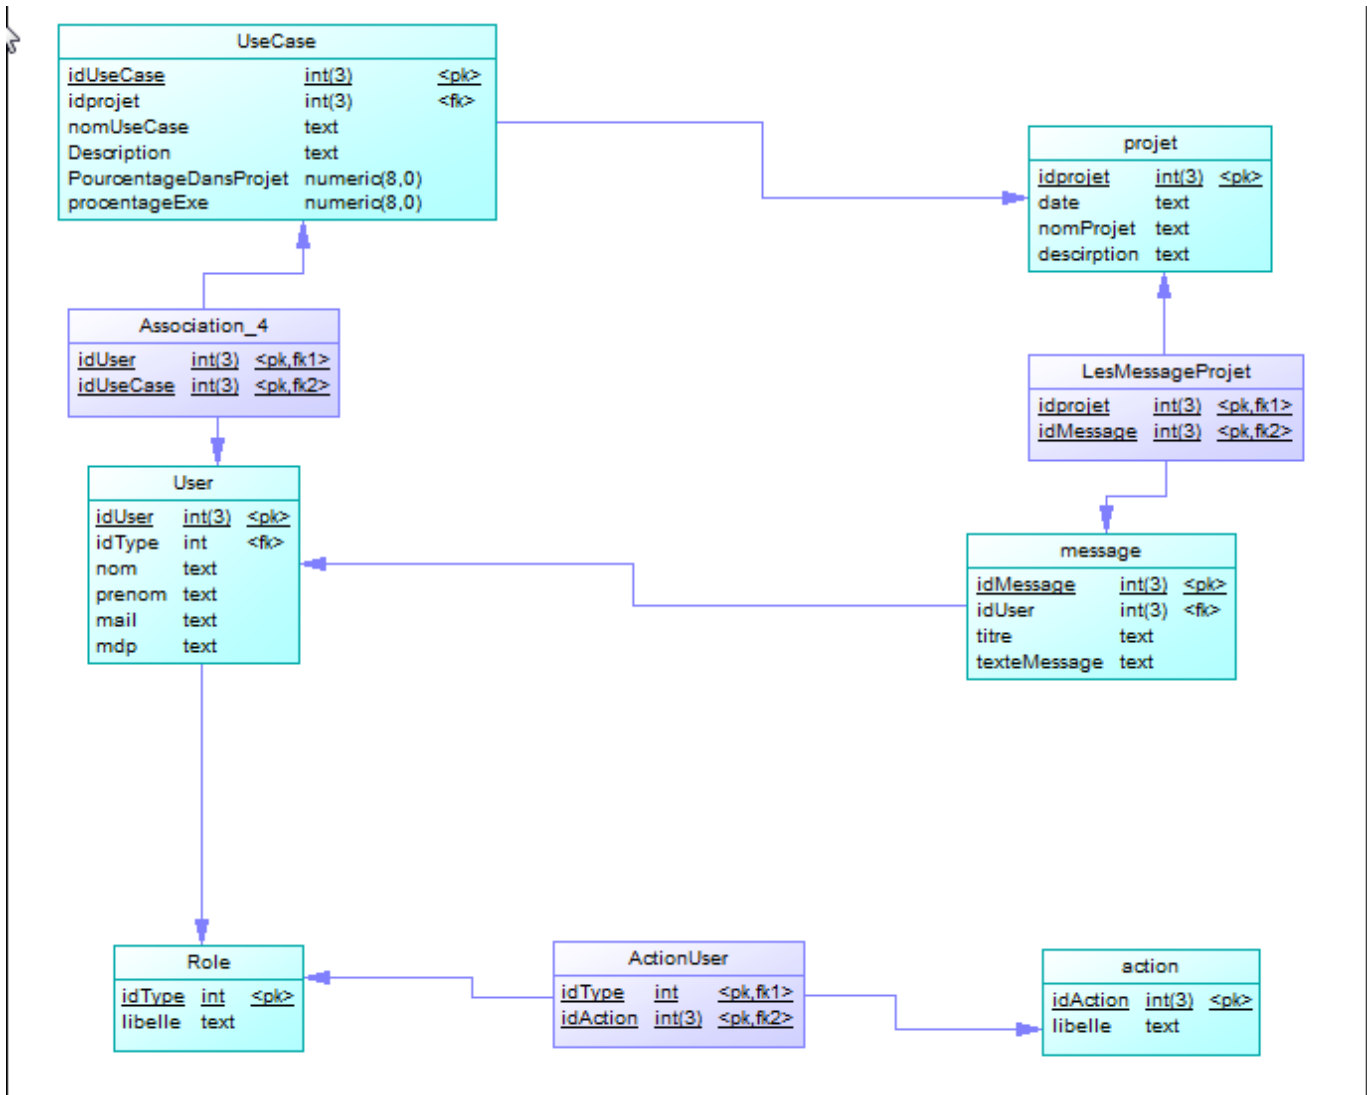 UseCase
idUseCase int(3) <pk>
idprojet int(3) <fk>
nomUseCase text
Description text
PourcentageDansProjet numeric(8,0)
procentageExe numeric(8,0)
projet
idprojet int(3) <pk>
date text
nomProjet text
descirption text
Association_4
idUser int(3) <pk,fk1>
idUseCase int(3) <pk,fk2>
LesMessageProjet
idprojet int(3) <pk,fk1>
idMessage int(3) <pk,fk2>
User
idUser int(3) <pk>
idType int <fk>
nom text
prenom text
mail text
mdp text
message
idMessage int(3) <pk>
idUser int(3) <fk>
titre text
texteMessage text
Role
idType int <pk>
libelle text
ActionUser
idType int <pk,fk1>
idAction int(3) <pk,fk2>
action
idAction int(3) <pk>
libelle text